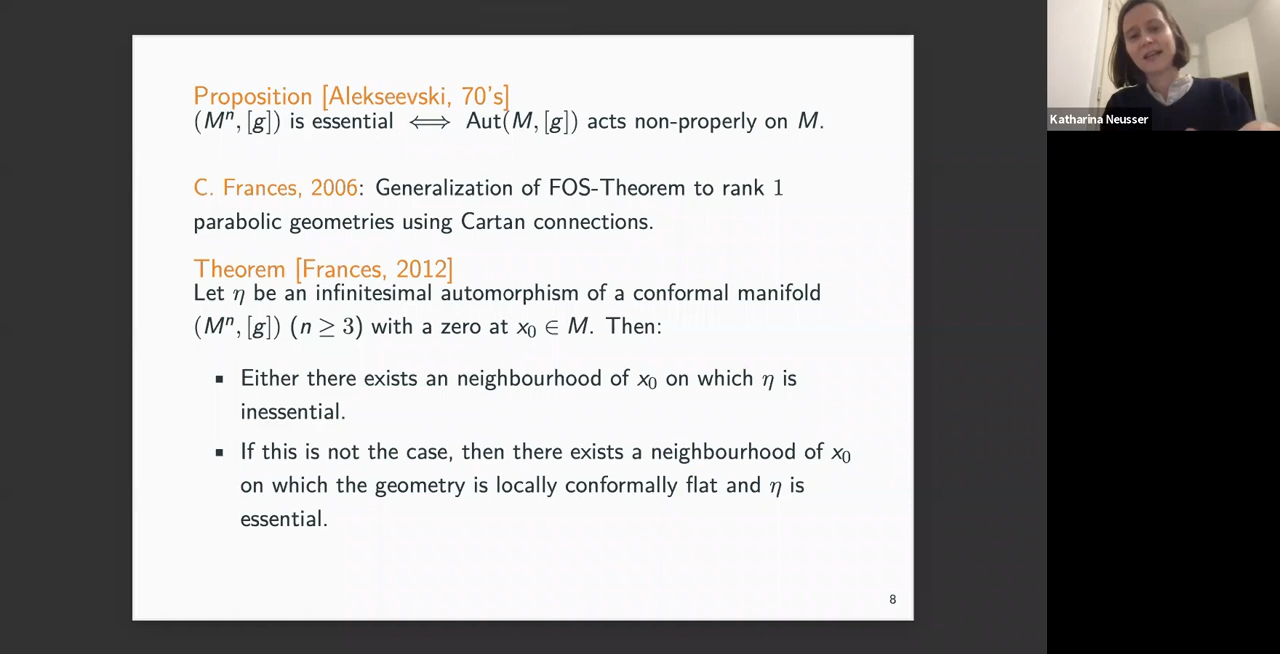 Proposition [Alekseevski, 70's]
(Mⁿ, [g]) is essential ⟺ Aut(M, [g]) acts non-properly on M.
C. Frances, 2006: Generalization of FOS-Theorem to rank 1
parabolic geometries using Cartan connections.
Theorem [Frances, 2012]
Let η be an infinitesimal automorphism of a conformal manifold
(Mⁿ, [g]) (n ≥ 3) with a zero at x₀ ∈ M. Then:
▪ Either there exists an neighbourhood of x₀ on which η is
inessential.
▪ If this is not the case, then there exists a neighbourhood of x₀
on which the geometry is locally conformally flat and η is
essential.
8
Katharina Neusser